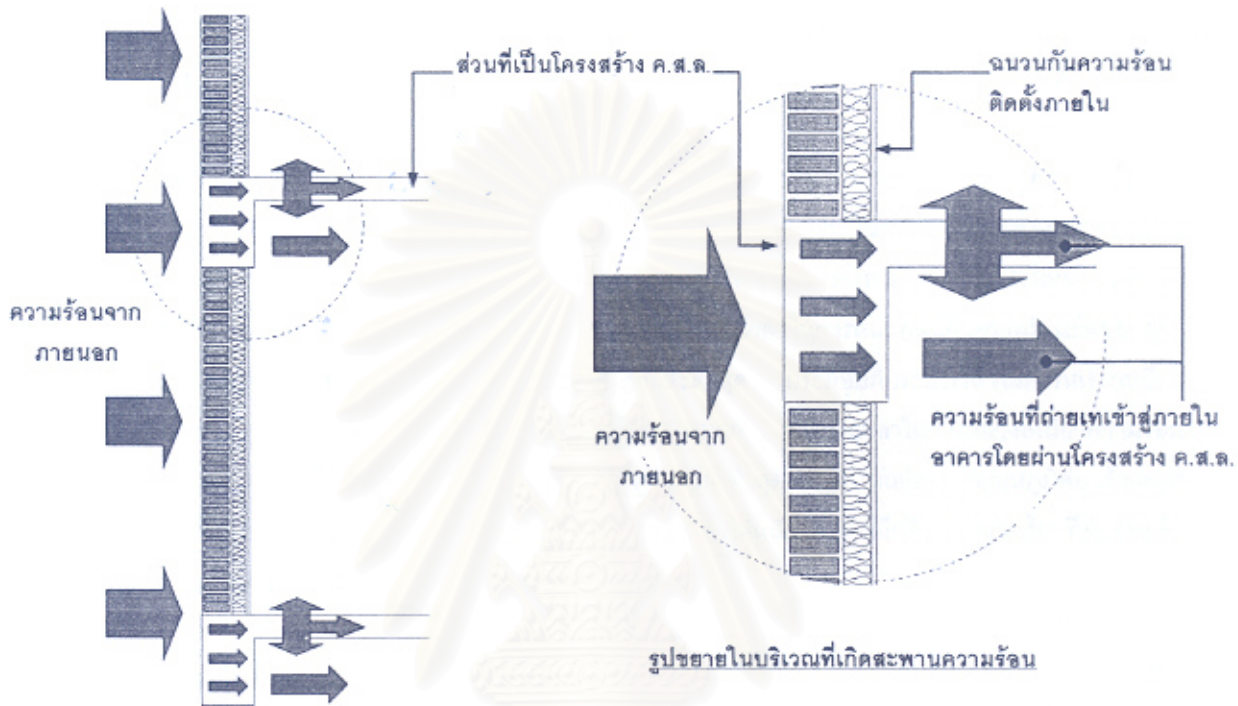 ส่วนที่เป็นโครงสร้าง ค.ส.ล.
ฉนวนกันความร้อน
ติดตั้งภายใน
ความร้อนจาก
ภายนอก
ความร้อนจาก
ภายนอก
ความร้อนที่ถ่ายเทเข้าสู่ภายใน
อาคารโดยผ่านโครงสร้าง ค.ส.ล.
รูปขยายในบริเวณที่เกิดสะพานความร้อน